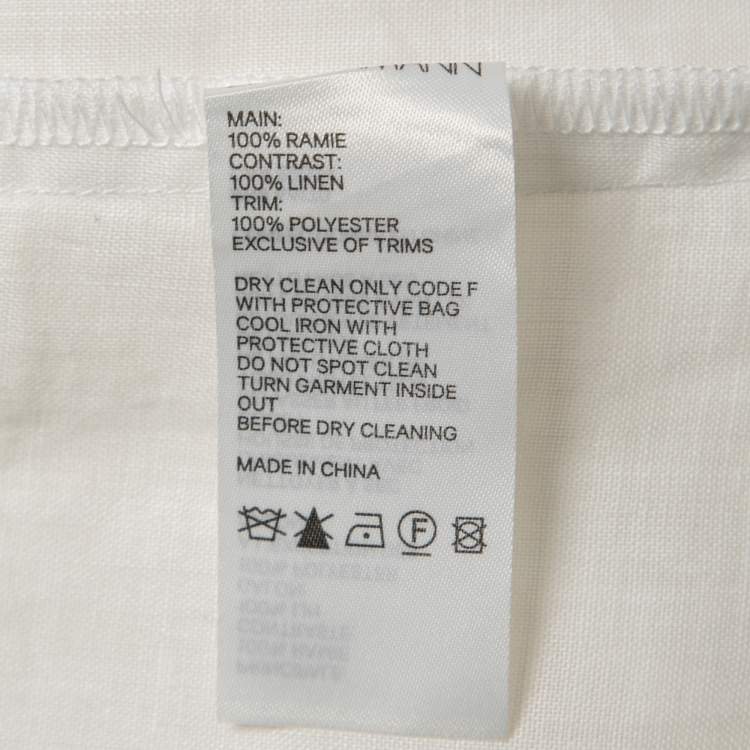 MAIN:
100% RAMIE
CONTRAST:
100% LINEN
TRIM:
100% POLYESTER
EXCLUSIVE OF TRIMS
DRY CLEAN ONLY CODE F
WITH PROTECTIVE BAG
COOL IRON WITH
PROTECTIVE CLOTH
DO NOT SPOT CLEAN
TURN GARMENT INSIDE
OUT
BEFORE DRY CLEANING
MADE IN CHINA
F